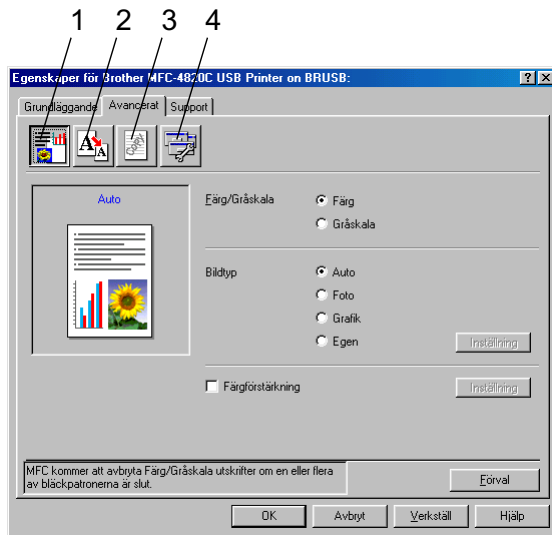 1 2 3 4
Egenskaper för Brother MFC-4820C USB Printer on BRUSB:
Grundläggande Avancerat Support
A A Copy
Auto
Färg/Gråskala Färg
Gråskala
Bildtyp Auto
Foto
Grafik
Egen Inställning
Färgförstärkning Inställning
MFC kommer att avbryta Färg/Gråskala utskrifter om en eller flera
av bläckpatronerna är slut.
Förval
OK Avbryt Verkställ Hjälp